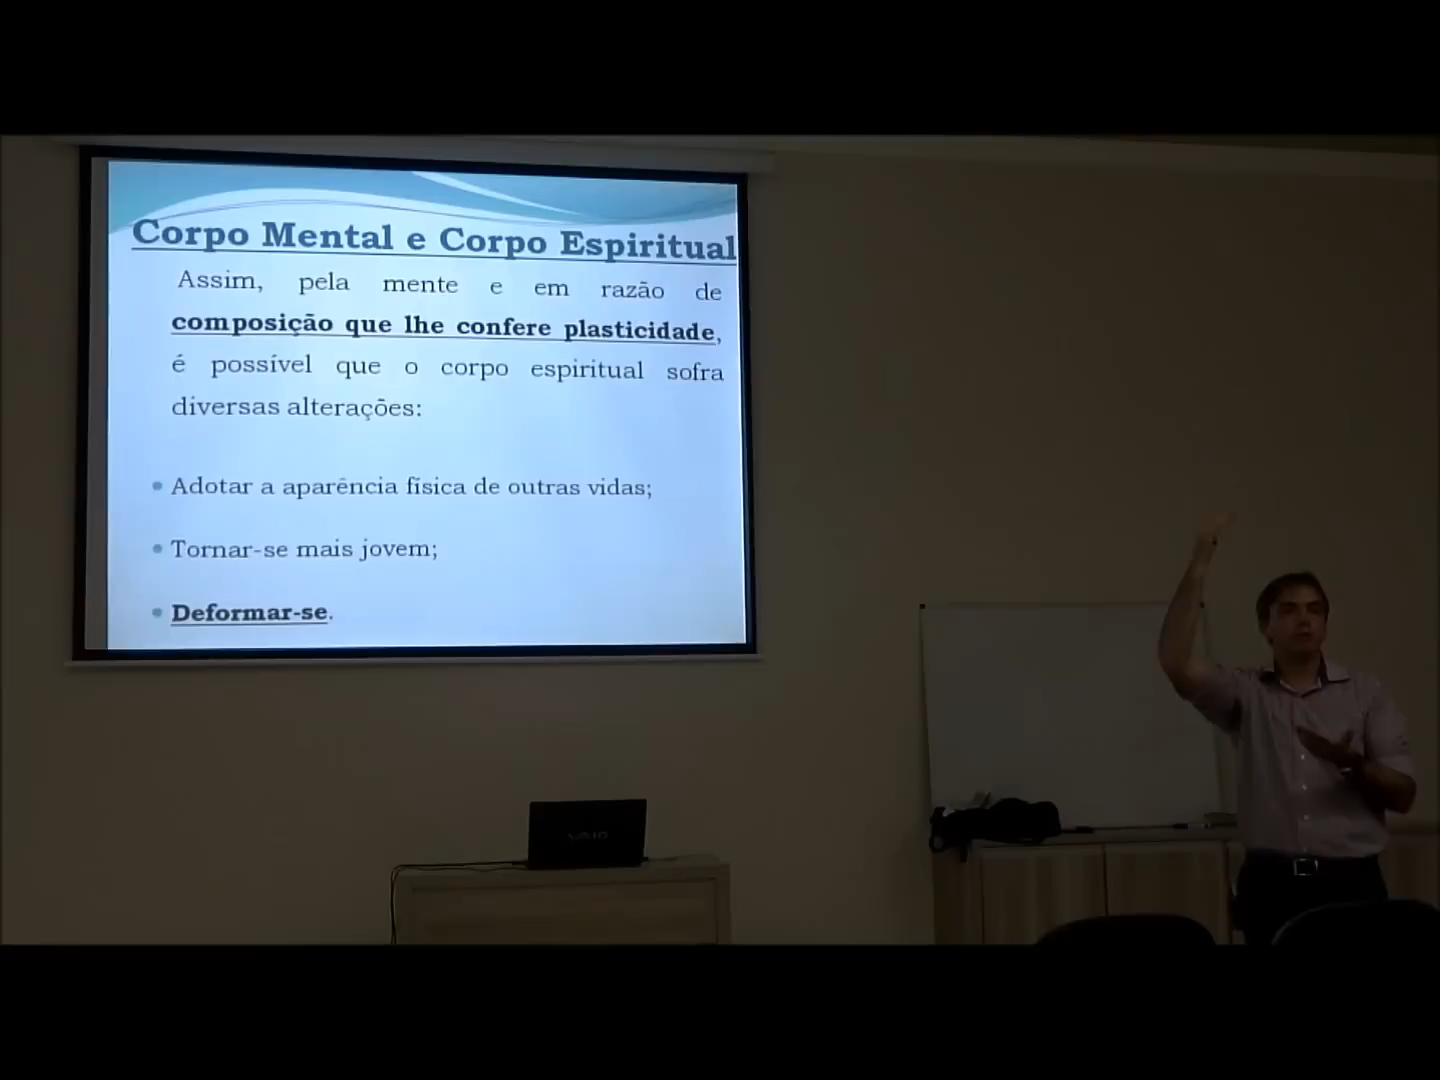 Corpo Mental e Corpo Espiritual
Assim, pela mente e em razão de
composição que lhe confere plasticidade,
é possível que o corpo espiritual sofra
diversas alterações:
• Adotar a aparência física de outras vidas;
• Tornar-se mais jovem;
• Deformar-se.
VAIO